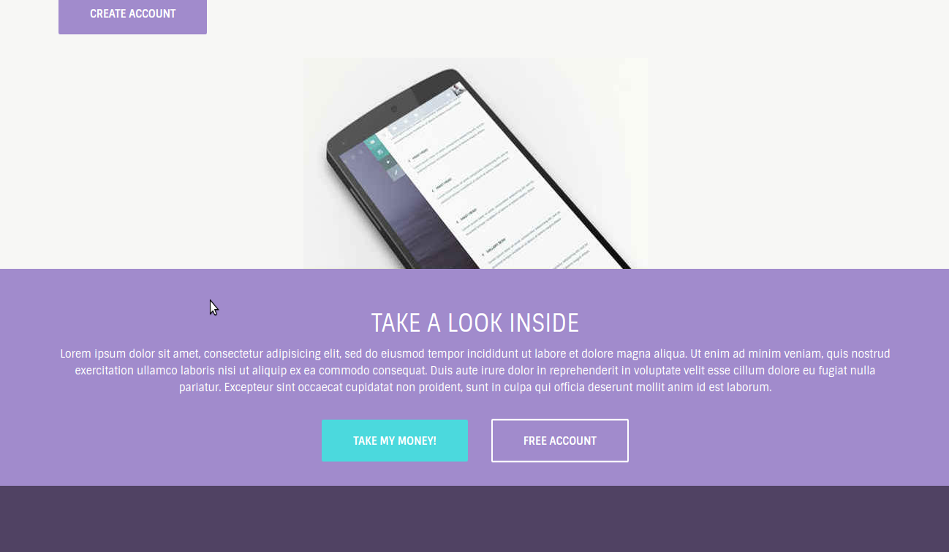 CREATE ACCOUNT
TAKE A LOOK INSIDE
Lorem ipsum dolor sit amet, consectetur adipisicing elit, sed do eiusmod tempor incididunt ut labore et dolore magna aliqua. Ut enim ad minim veniam, quis nostrud
exercitation ullamco laboris nisi ut aliquip ex ea commodo consequat. Duis aute irure dolor in reprehenderit in voluptate velit esse cillum dolore eu fugiat nulla
pariatur. Excepteur sint occaecat cupidatat non proident, sunt in culpa qui officia deserunt mollit anim id est laborum.
TAKE MY MONEY!
FREE ACCOUNT